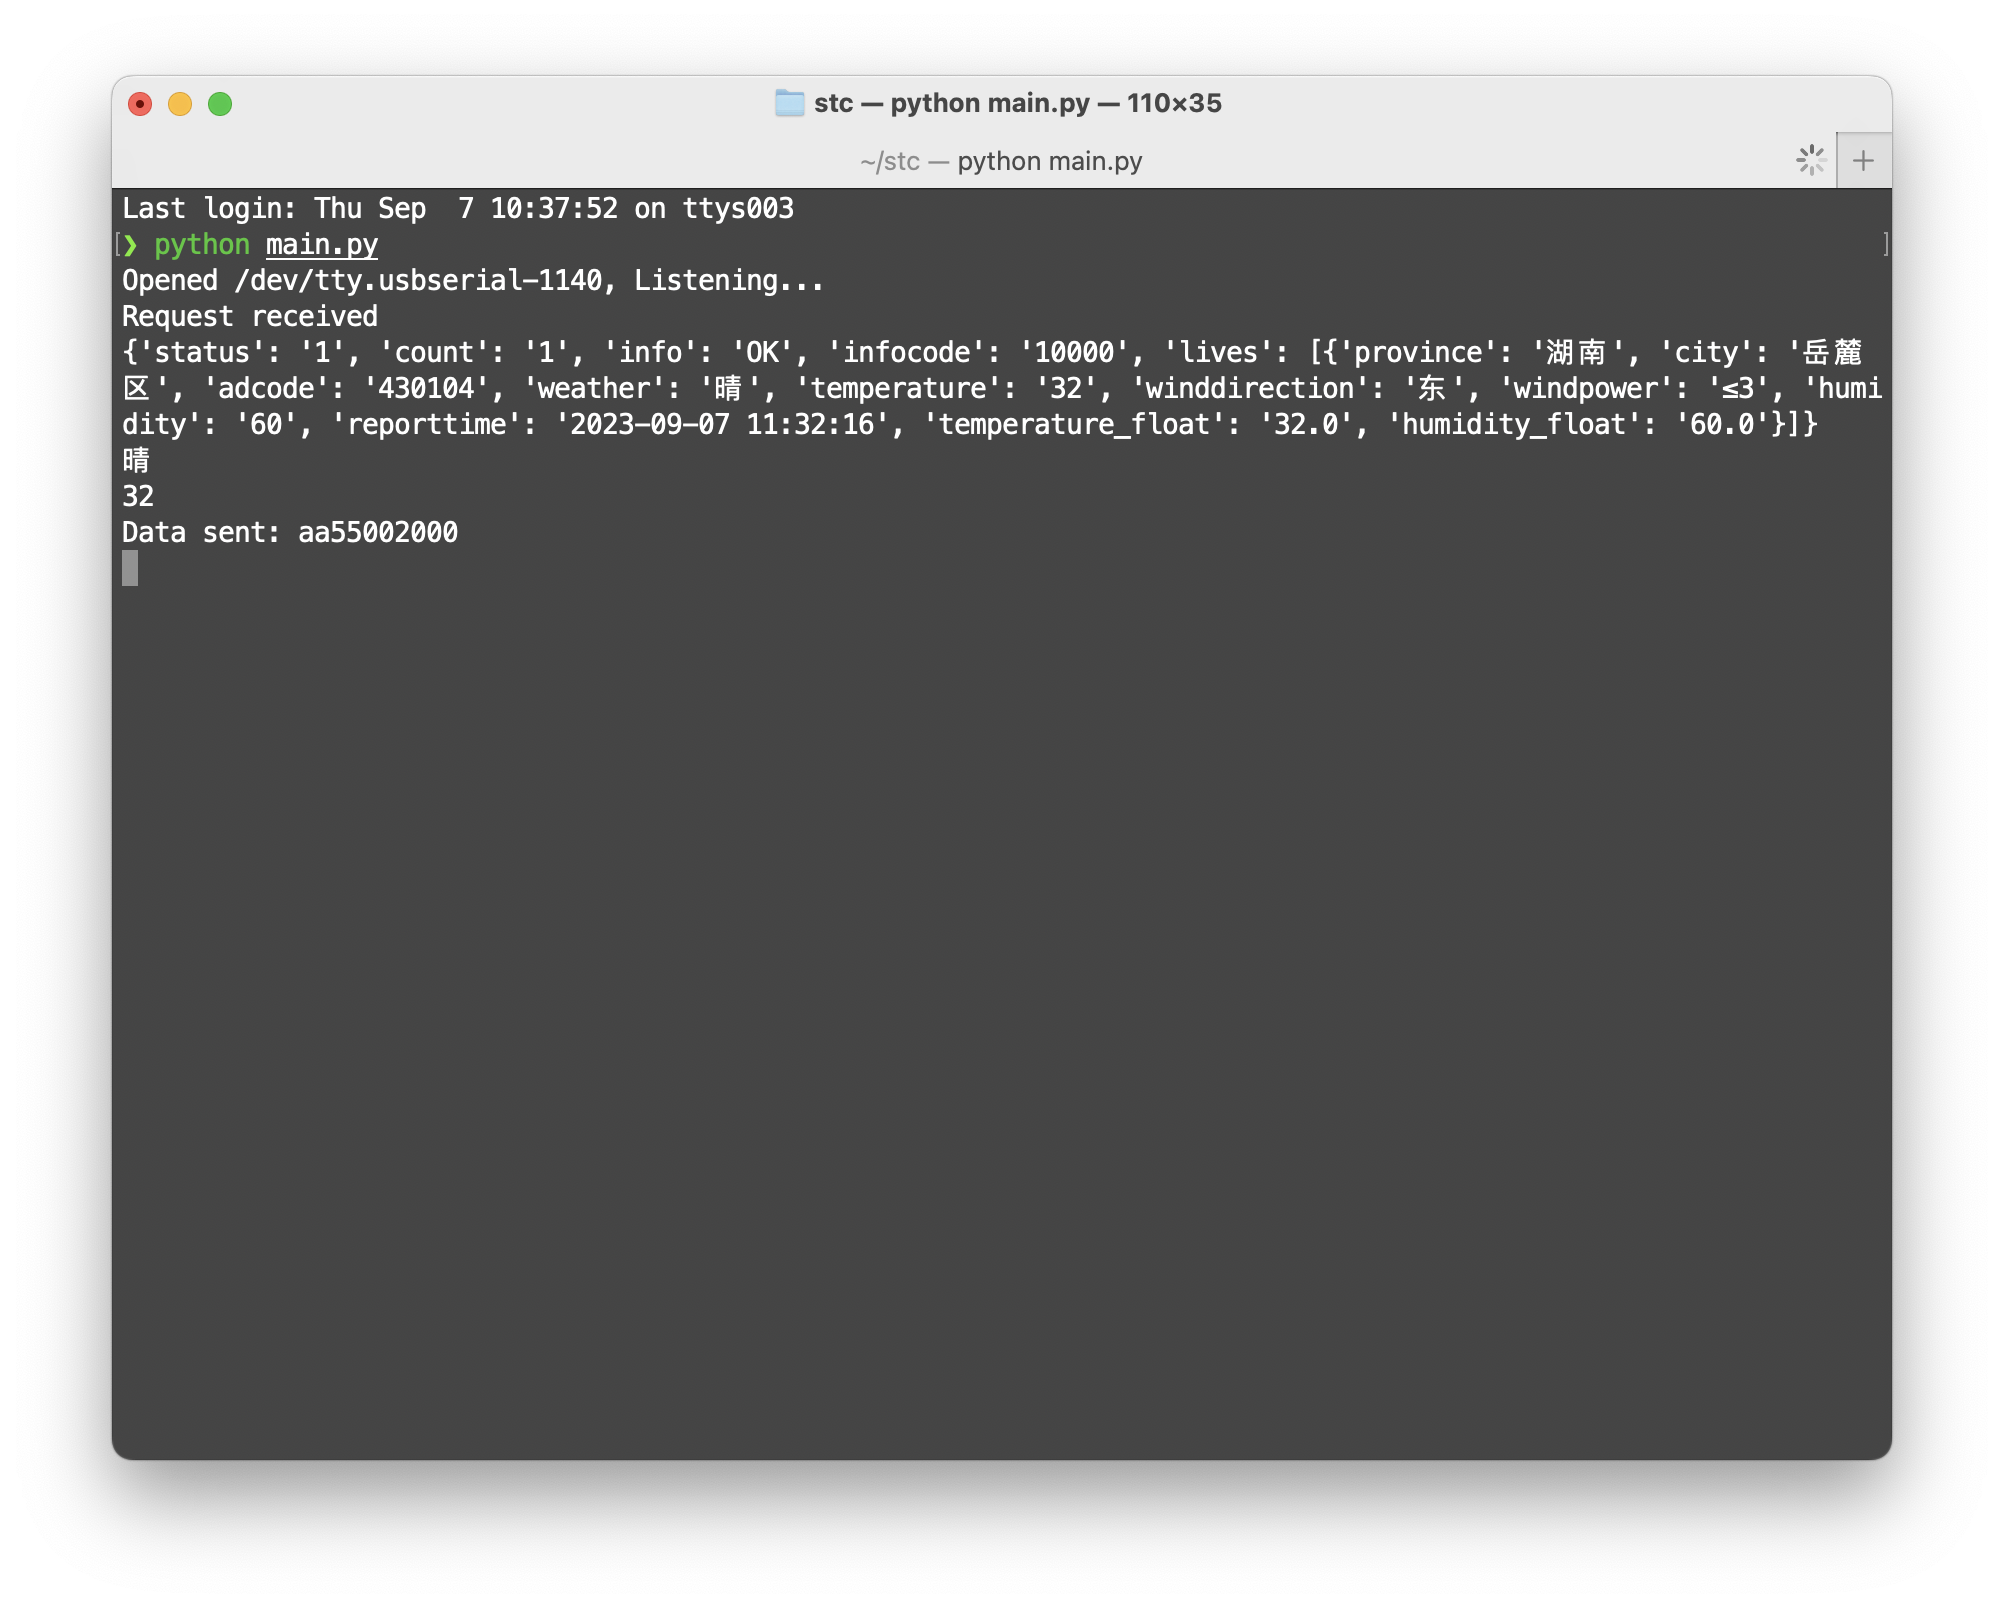 stc — python main.py — 110×35
~/stc — python main.py
Last login: Thu Sep  7 10:37:52 on ttys003
[❯ python main.py ]
Opened /dev/tty.usbserial-1140, Listening...
Request received
{'status': '1', 'count': '1', 'info': 'OK', 'infocode': '10000', 'lives': [{'province': '湖南', 'city': '岳麓
区', 'adcode': '430104', 'weather': '晴', 'temperature': '32', 'winddirection': '东', 'windpower': '≤3', 'humi
dity': '60', 'reporttime': '2023-09-07 11:32:16', 'temperature_float': '32.0', 'humidity_float': '60.0'}]}
晴
32
Data sent: aa55002000